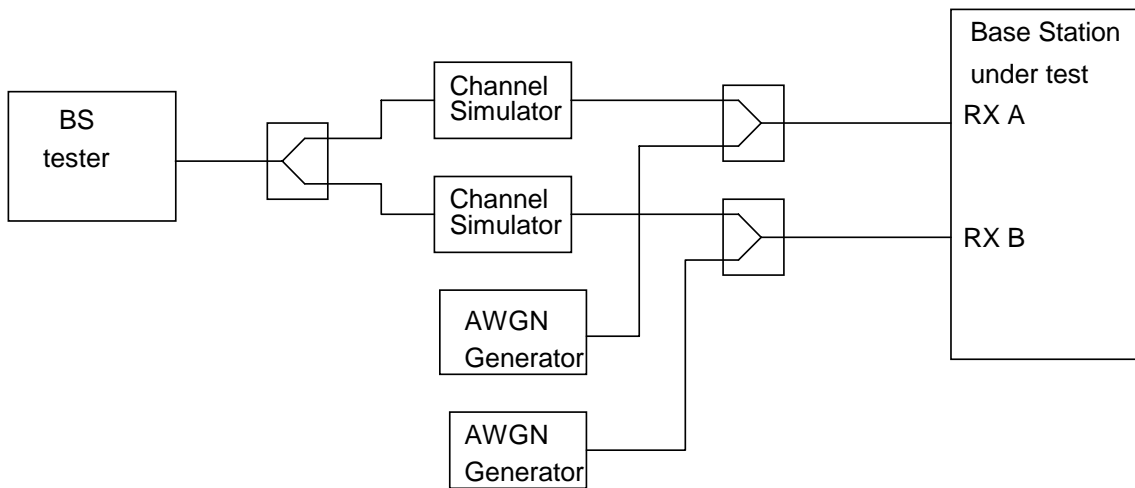 BS
tester
Channel
Simulator
Channel
Simulator
AWGN
Generator
AWGN
Generator
Base Station
under test
RX A
RX B